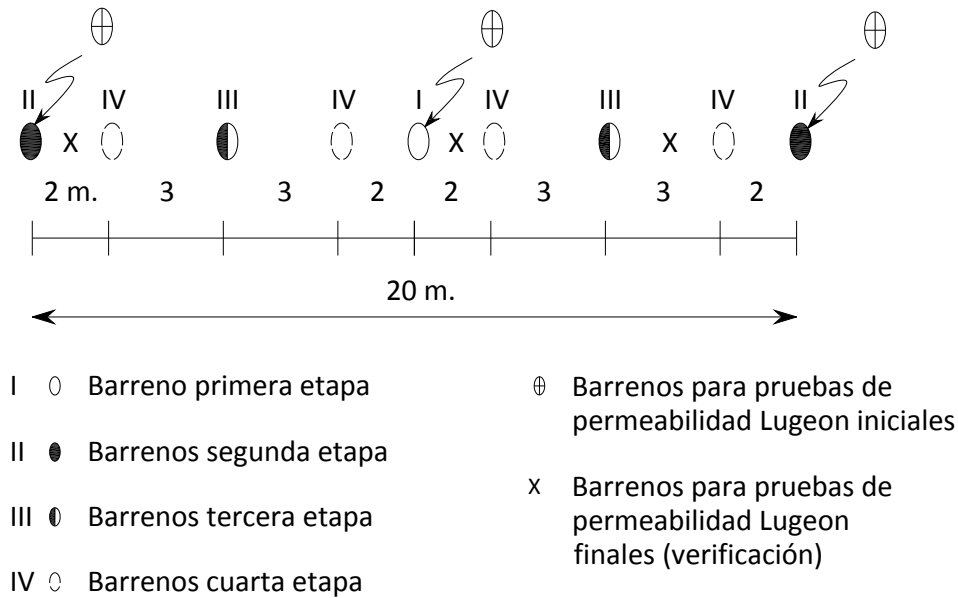 II IV III IV I IV III IV II
X X X
2 m. 3 3 2 2 3 3 2
20 m.
I Barreno primera etapa
II Barrenos segunda etapa
III Barrenos tercera etapa
IV Barrenos cuarta etapa
Barrenos para pruebas de
permeabilidad Lugeon iniciales
X Barrenos para pruebas de
permeabilidad Lugeon
finales (verificación)